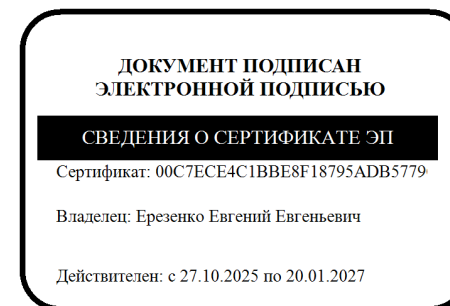 ДОКУМЕНТ ПОДПИСАН
ЭЛЕКТРОННОЙ ПОДПИСЬЮ
СВЕДЕНИЯ О СЕРТИФИКАТЕ ЭП
Сертификат: 00C7ECE4C1BBE8F18795ADB5779
Владелец: Ерезенко Евгений Евгеньевич
Действителен: с 27.10.2025 по 20.01.2027